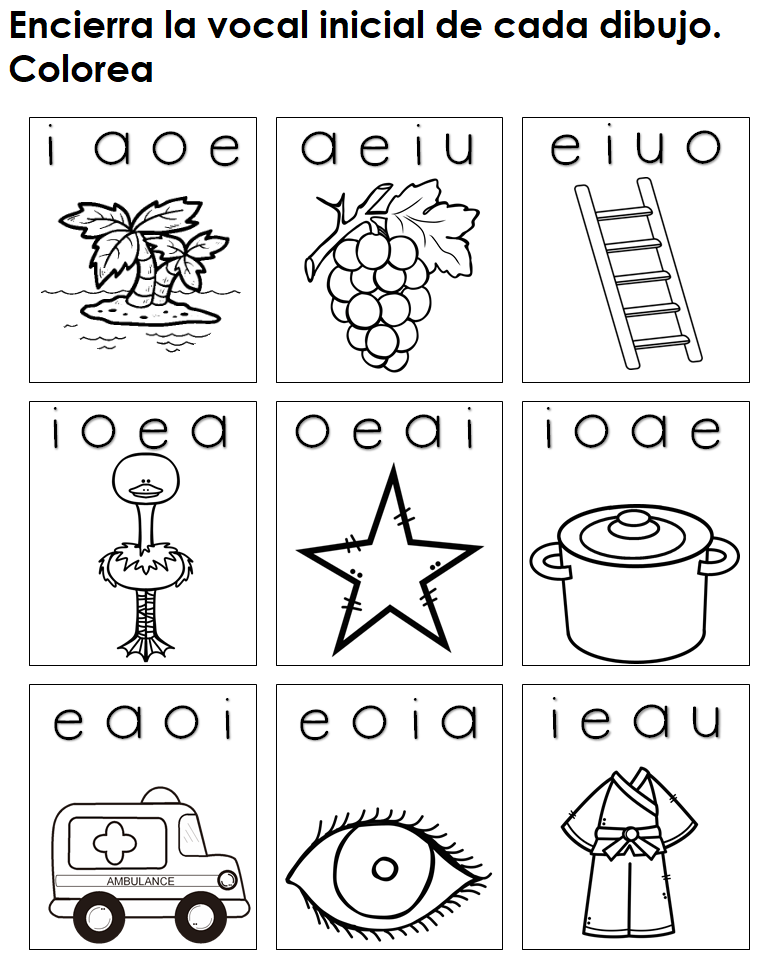 Encierra la vocal inicial de cada dibujo.
Colorea
i a o e
a e i u
e i u o
i o e a
o e a i
i o a e
e a o i
AMBULANCE
e o i a
i e a u